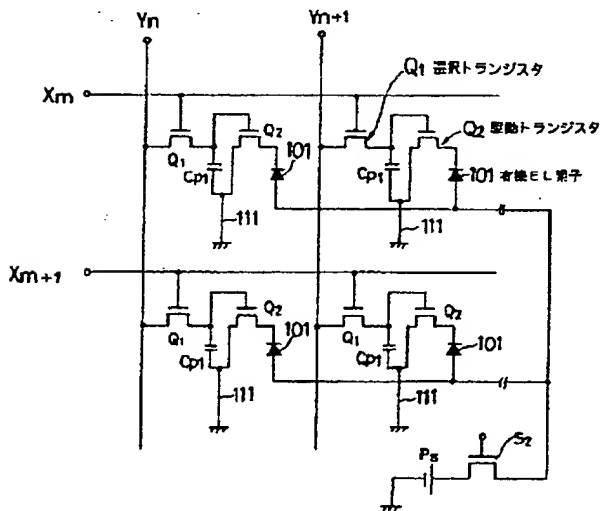 Yn
Yn+1
Xm
Q1 選択トランジスタ
Q1
Q2
101
Cp1
111
Q2 駆動トランジスタ
Cp1
101 有機EL素子
111
Xm+1
Q1
Q2
101
Cp1
111
Q1
Q2
101
Cp1
111
Ps
S2